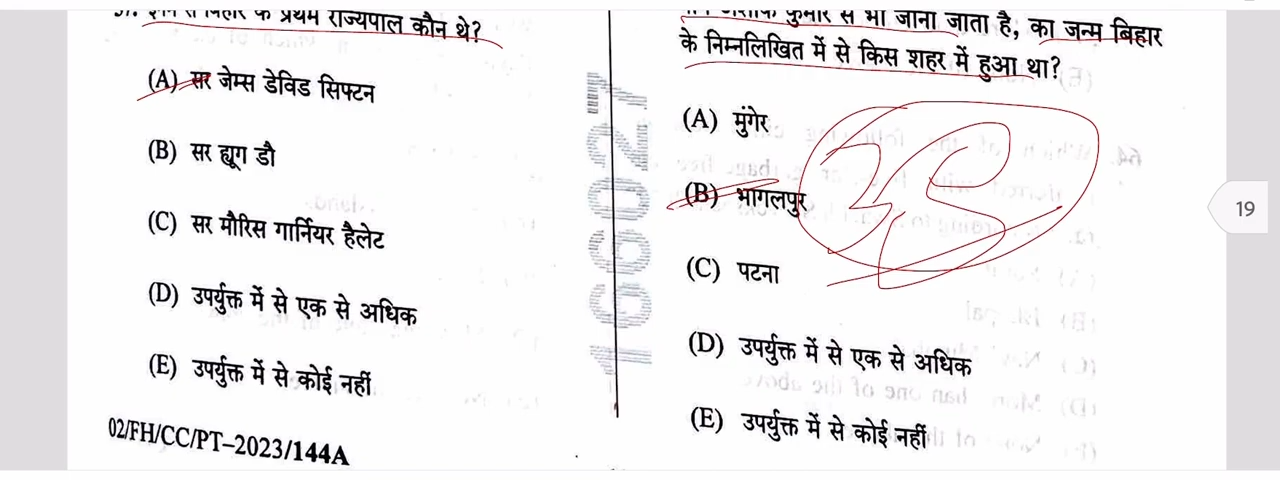 प्रथम राज्यपाल कौन थे?
(A) सर जेम्स डेविड सिफ्टन
(B) सर ह्यूग डौ
(C) सर मौरिस गार्नियर हैलेट
(D) उपर्युक्त में से एक से अधिक
(E) उपर्युक्त में से कोई नहीं
02/FH/CC/PT–2023/144A
कुमार से भी जाना जाता है, का जन्म बिहार
के निम्नलिखित में से किस शहर में हुआ था?
(A) मुंगेर
(B) भागलपुर
(C) पटना
(D) उपर्युक्त में से एक से अधिक
(E) उपर्युक्त में से कोई नहीं
19